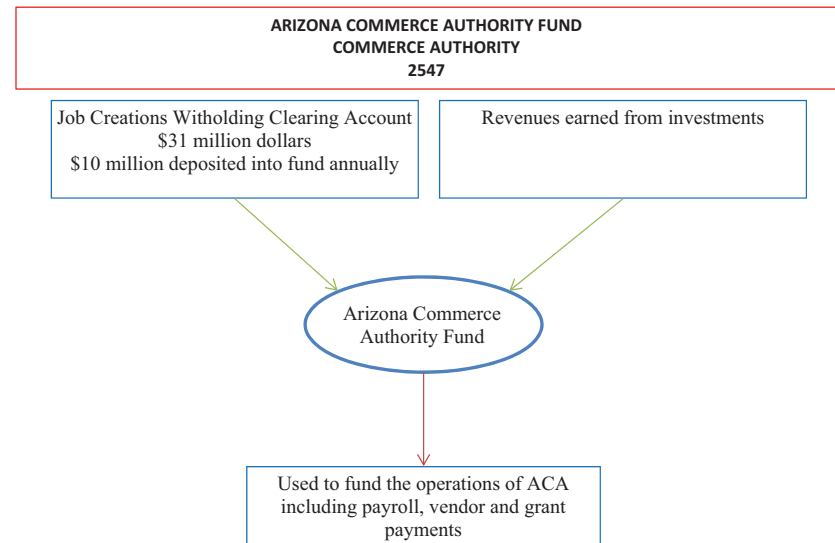 ARIZONA COMMERCE AUTHORITY FUND
COMMERCE AUTHORITY
2547
Job Creations Witholding Clearing Account
$31 million dollars
$10 million deposited into fund annually
Revenues earned from investments
Arizona Commerce
Authority Fund
Used to fund the operations of ACA
including payroll, vendor and grant
payments